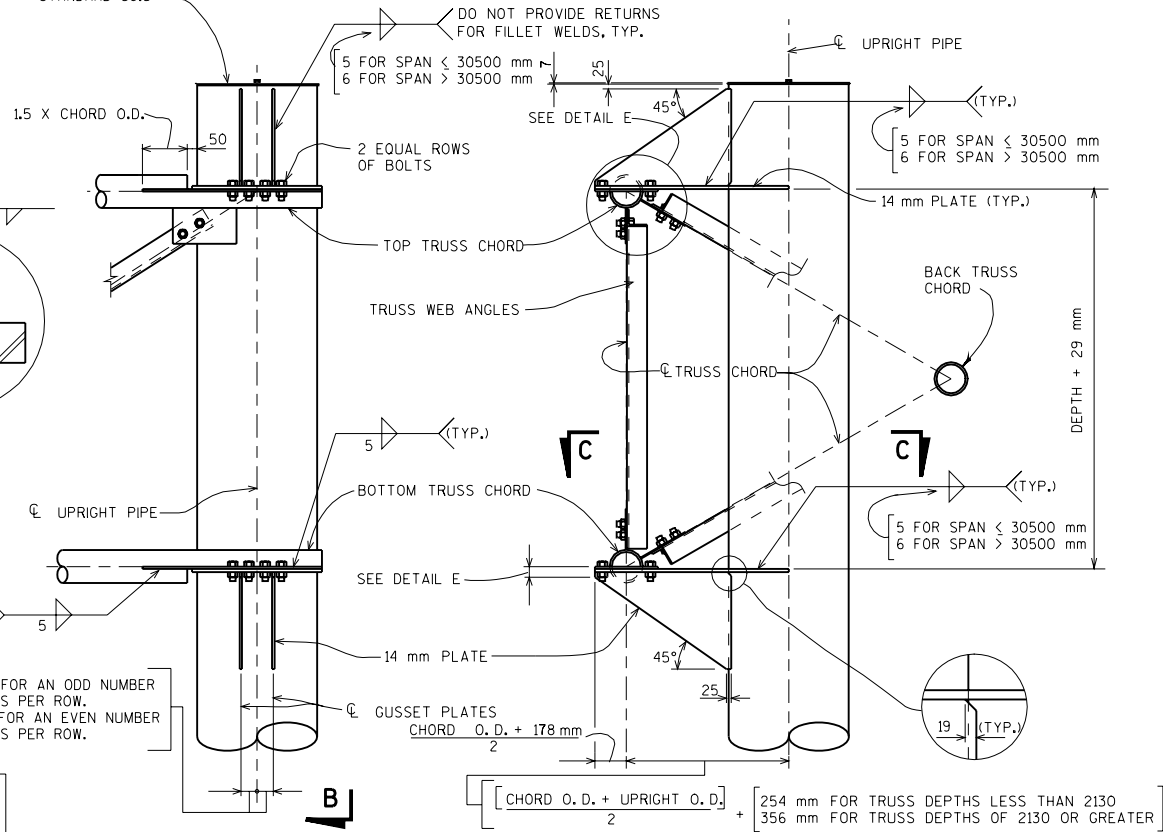 DO NOT PROVIDE RETURNS
FOR FILLET WELDS, TYP.
5 FOR SPAN ≤ 30500 mm
6 FOR SPAN > 30500 mm
7
25
℄ UPRIGHT PIPE
1.5 X CHORD O.D.
50
45°
SEE DETAIL E
(TYP.)
5 FOR SPAN ≤ 30500 mm
6 FOR SPAN > 30500 mm
2 EQUAL ROWS
OF BOLTS
14 mm PLATE (TYP.)
TOP TRUSS CHORD
BACK TRUSS
CHORD
TRUSS WEB ANGLES
DEPTH + 29 mm
℄ TRUSS CHORD
5
(TYP.)
C
C
BOTTOM TRUSS CHORD
(TYP.)
℄ UPRIGHT PIPE
5 FOR SPAN ≤ 30500 mm
6 FOR SPAN > 30500 mm
SEE DETAIL E
5
14 mm PLATE
45°
FOR AN ODD NUMBER
S PER ROW.
FOR AN EVEN NUMBER
S PER ROW.
25
℄ GUSSET PLATES
19
(TYP.)
CHORD O.D. + 178 mm
2
B
CHORD O.D. + UPRIGHT O.D.
2
+
254 mm FOR TRUSS DEPTHS LESS THAN 2130
356 mm FOR TRUSS DEPTHS OF 2130 OR GREATER